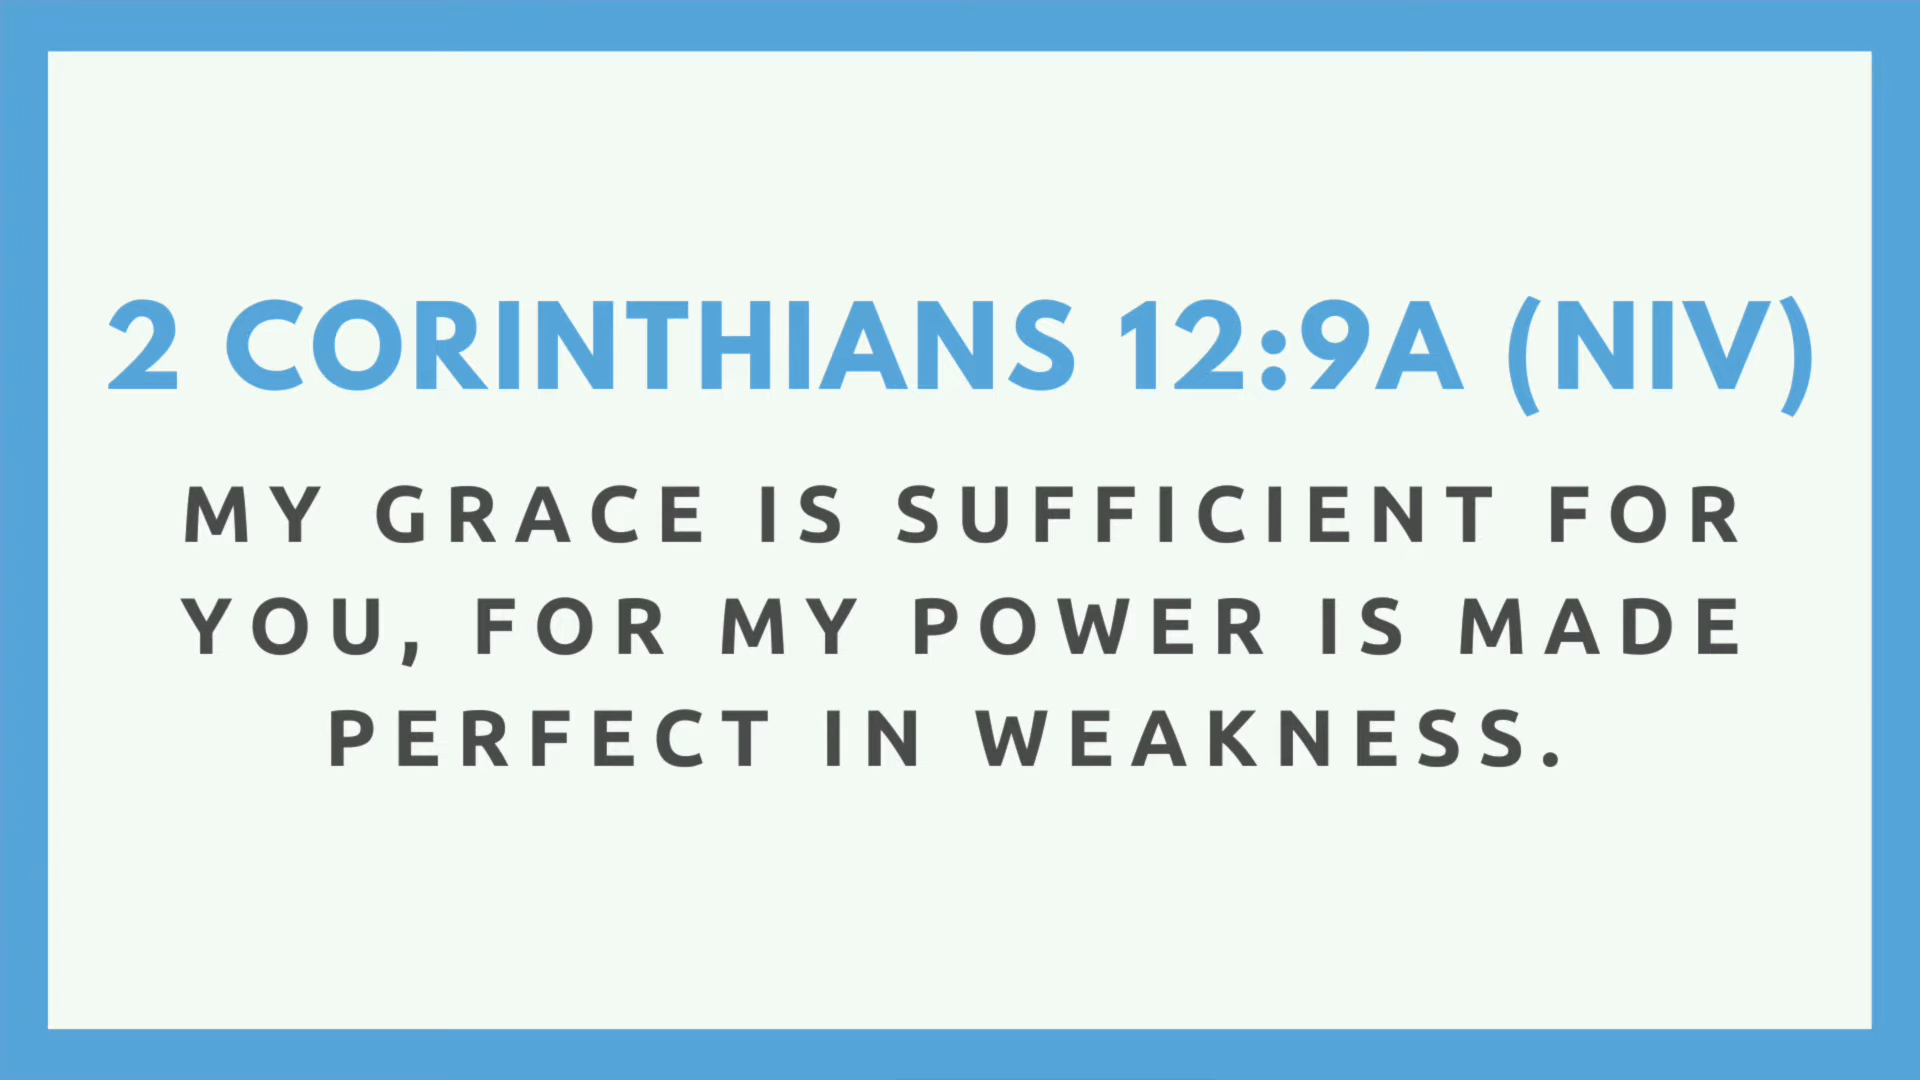 2 CORINTHIANS 12:9A (NIV)
MY GRACE IS SUFFICIENT FOR
YOU, FOR MY POWER IS MADE
PERFECT IN WEAKNESS.